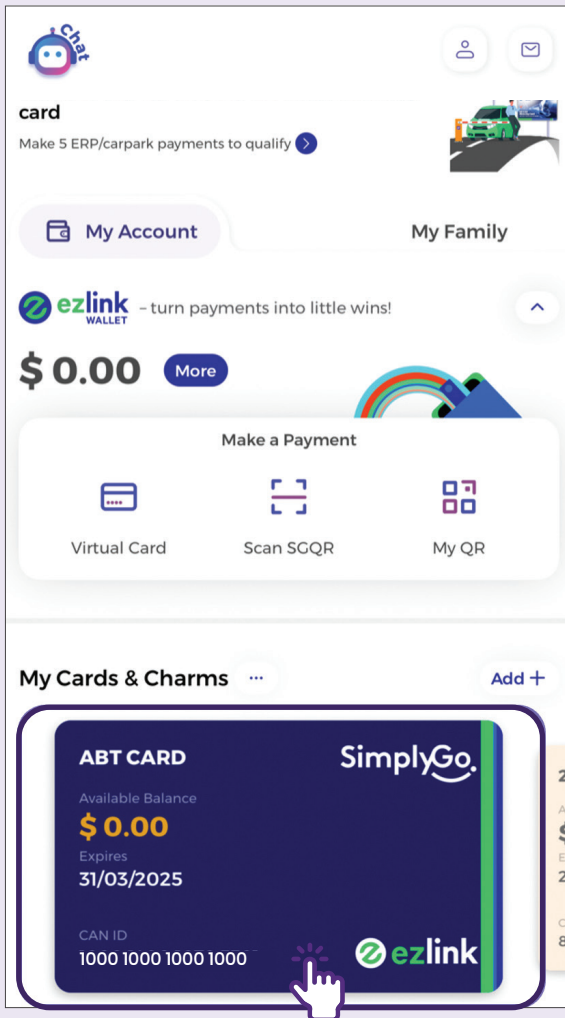 Chat
card
Make 5 ERP/carpark payments to qualify
My Account
My Family
ezlink
WALLET
– turn payments into little wins!
$ 0.00
More
Make a Payment
Virtual Card
Scan SGQR
My QR
My Cards & Charms ...
Add +
ABT CARD
SimplyGo.
Available Balance
$ 0.00
Expires
31/03/2025
CAN ID
1000 1000 1000 1000
ezlink